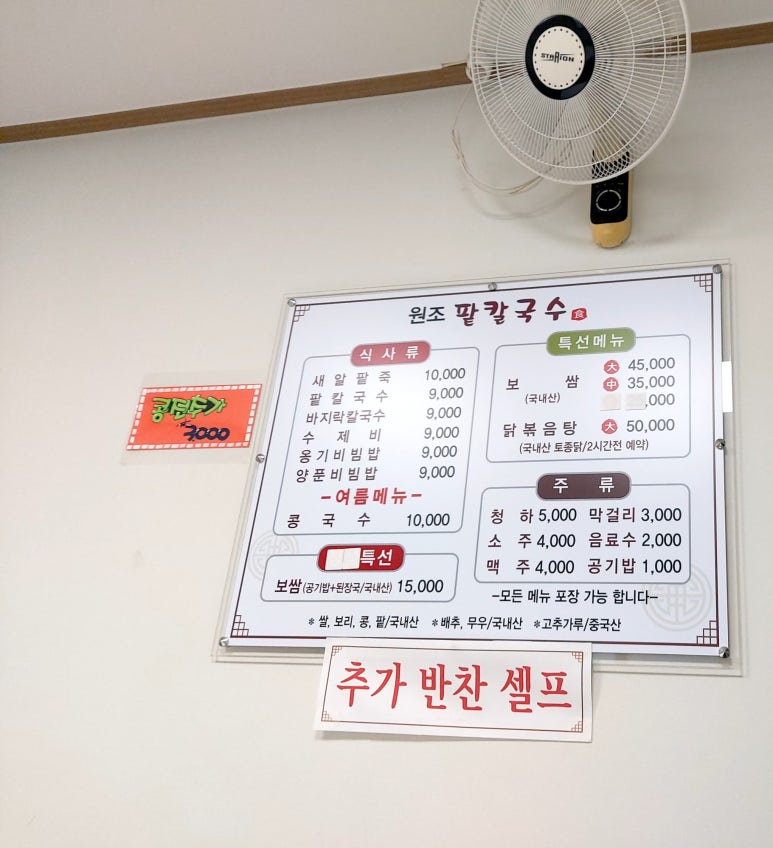 STARION
원조 팥칼국수 食
식사류
새알팥죽 10,000
팥칼국수 9,000
바지락칼국수 9,000
수제비 9,000
옹기비빔밥 9,000
양푼비빔밥 9,000
-여름메뉴-
콩국수 10,000
특선
보쌈(공기밥+된장국/국내산) 15,000
특선메뉴
보쌈 大 45,000
(국내산) 中 35,000
,000
닭볶음탕 大 50,000
(국내산 토종닭/2시간전 예약)
주류
청하 5,000 막걸리 3,000
소주 4,000 음료수 2,000
맥주 4,000 공기밥 1,000
-모든 메뉴 포장 가능 합니다-
*쌀, 보리, 콩, 팥/국내산 *배추, 무우/국내산 *고추가루/중국산
추가 반찬 셀프